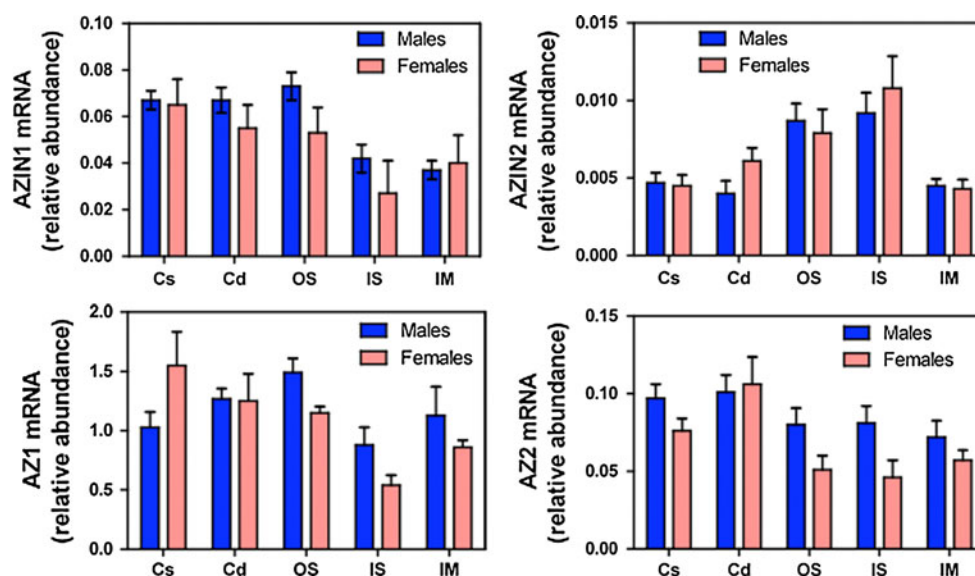 AZIN1 mRNA
(relative abundance)
0.10
0.08
0.06
0.04
0.02
0.00
Males
Females
Cs Cd OS IS IM
AZIN2 mRNA
(relative abundance)
0.015
0.010
0.005
0.000
Males
Females
Cs Cd OS IS IM
AZ1 mRNA
(relative abundance)
2.0
1.5
1.0
0.5
0.0
Males
Females
Cs Cd OS IS IM
AZ2 mRNA
(relative abundance)
0.15
0.10
0.05
0.00
Males
Females
Cs Cd OS IS IM